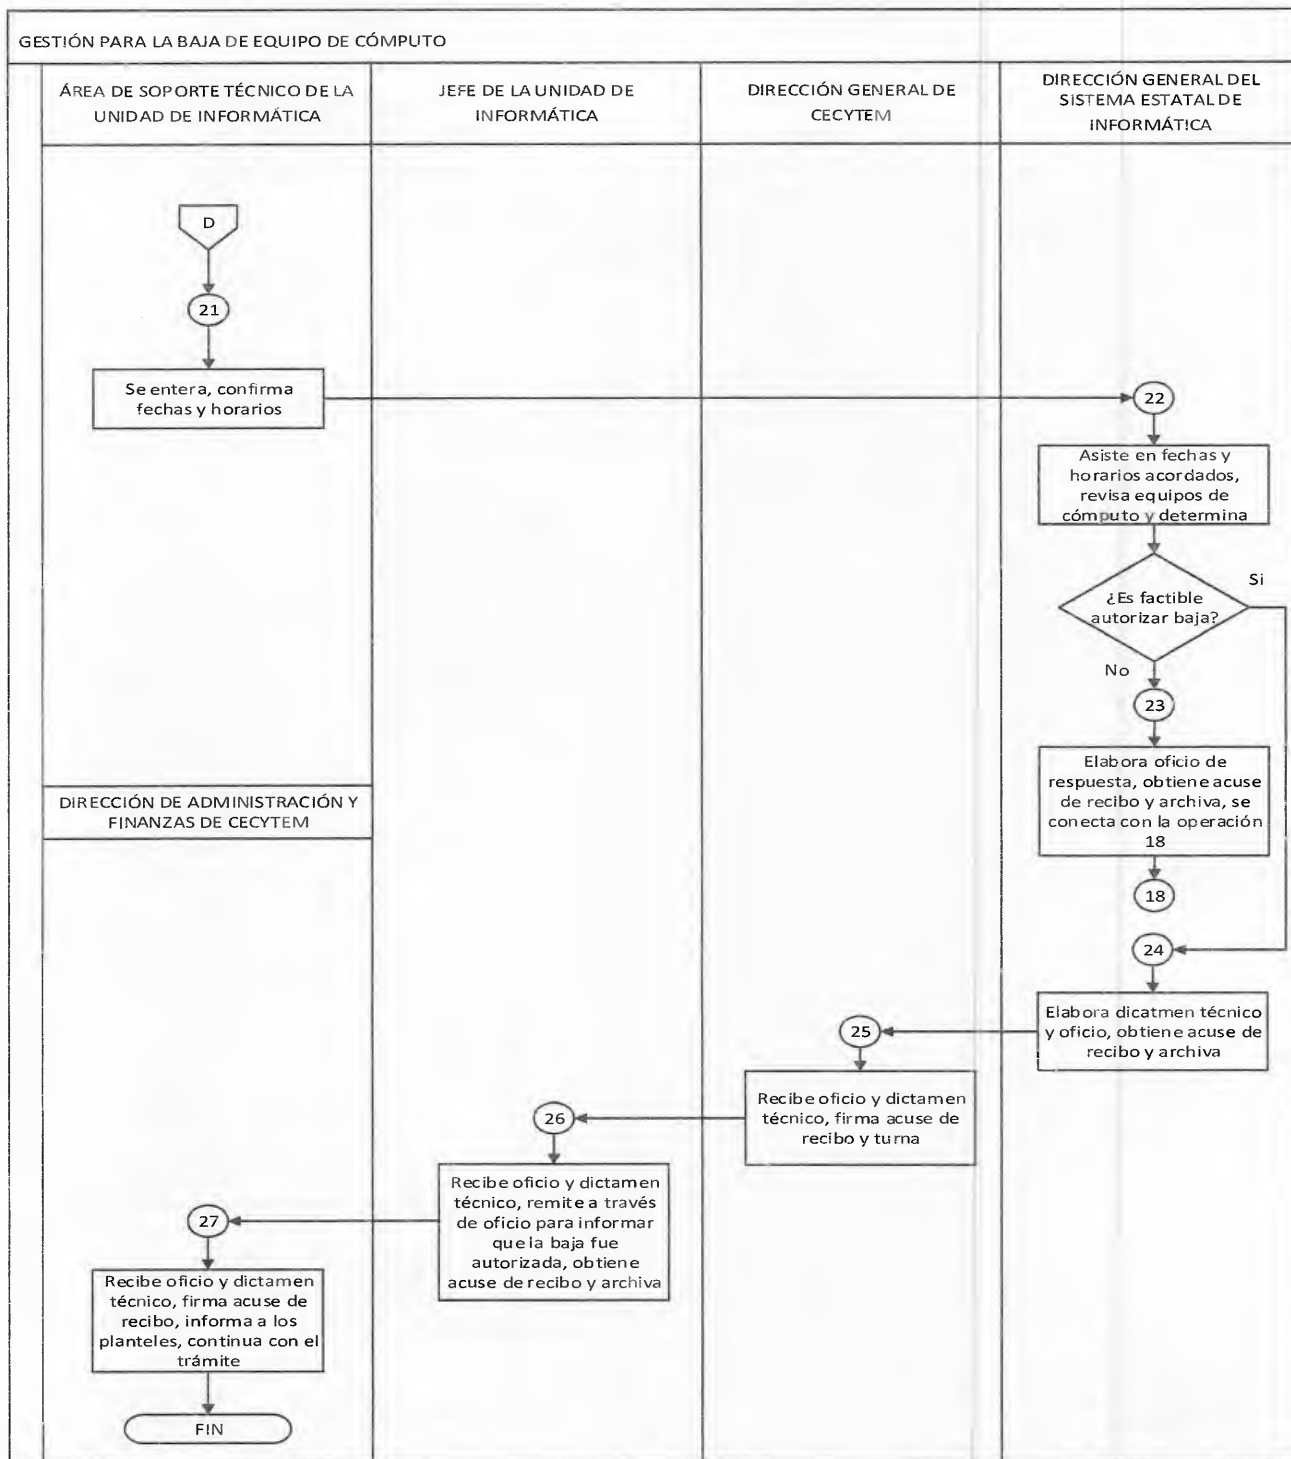 GESTIÓN PARA LA BAJA DE EQUIPO DE CÓMPUTO
ÁREA DE SOPORTE TÉCNICO DE LA
UNIDAD DE INFORMÁTICA
JEFE DE LA UNIDAD DE
INFORMÁTICA
DIRECCIÓN GENERAL DE
CECYTEM
DIRECCIÓN GENERAL DEL
SISTEMA ESTATAL DE
INFORMÁTICA
D
21
Se entera, confirma
fechas y horarios
22
Asiste en fechas y
horarios acordados,
revisa equipos de
cómputo y determina
¿Es factible
autorizar baja?
Si
No
23
Elabora oficio de
respuesta, obtiene acuse
de recibo y archiva, se
conecta con la operación
18
18
24
Elabora dicatmen técnico
y oficio, obtiene acuse de
recibo y archiva
25
Recibe oficio y dictamen
técnico, firma acuse de
recibo y turna
26
Recibe oficio y dictamen
técnico, remite a través
de oficio para informar
que la baja fue
autorizada, obtiene
acuse de recibo y archiva
DIRECCIÓN DE ADMINISTRACIÓN Y
FINANZAS DE CECYTEM
27
Recibe oficio y dictamen
técnico, firma acuse de
recibo, informa a los
planteles, continua con el
trámite
FIN